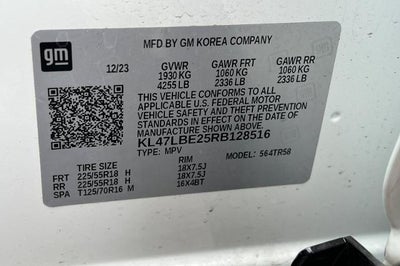 gm
MFD BY GM KOREA COMPANY
12/23 GVWR GAWR FRT GAWR RR
1930 KG 1060 KG 1060 KG
4255 LB 2336 LB 2336 LB
THIS VEHICLE CONFORMS TO ALL
APPLICABLE U.S. FEDERAL MOTOR
VEHICLE SAFETY AND THEFT PREVENTION
STANDARDS IN EFFECT ON THE DATE OF
MANUFACTURE SHOWN ABOVE.
KL47LBE25RB128516
TYPE: MPV MODEL: 564TR58
TIRE SIZE RIM
FRT 225/55R18 H 18X7.5J
RR 225/55R18 H 18X7.5J
SPA T125/70R16 M 16X4BT